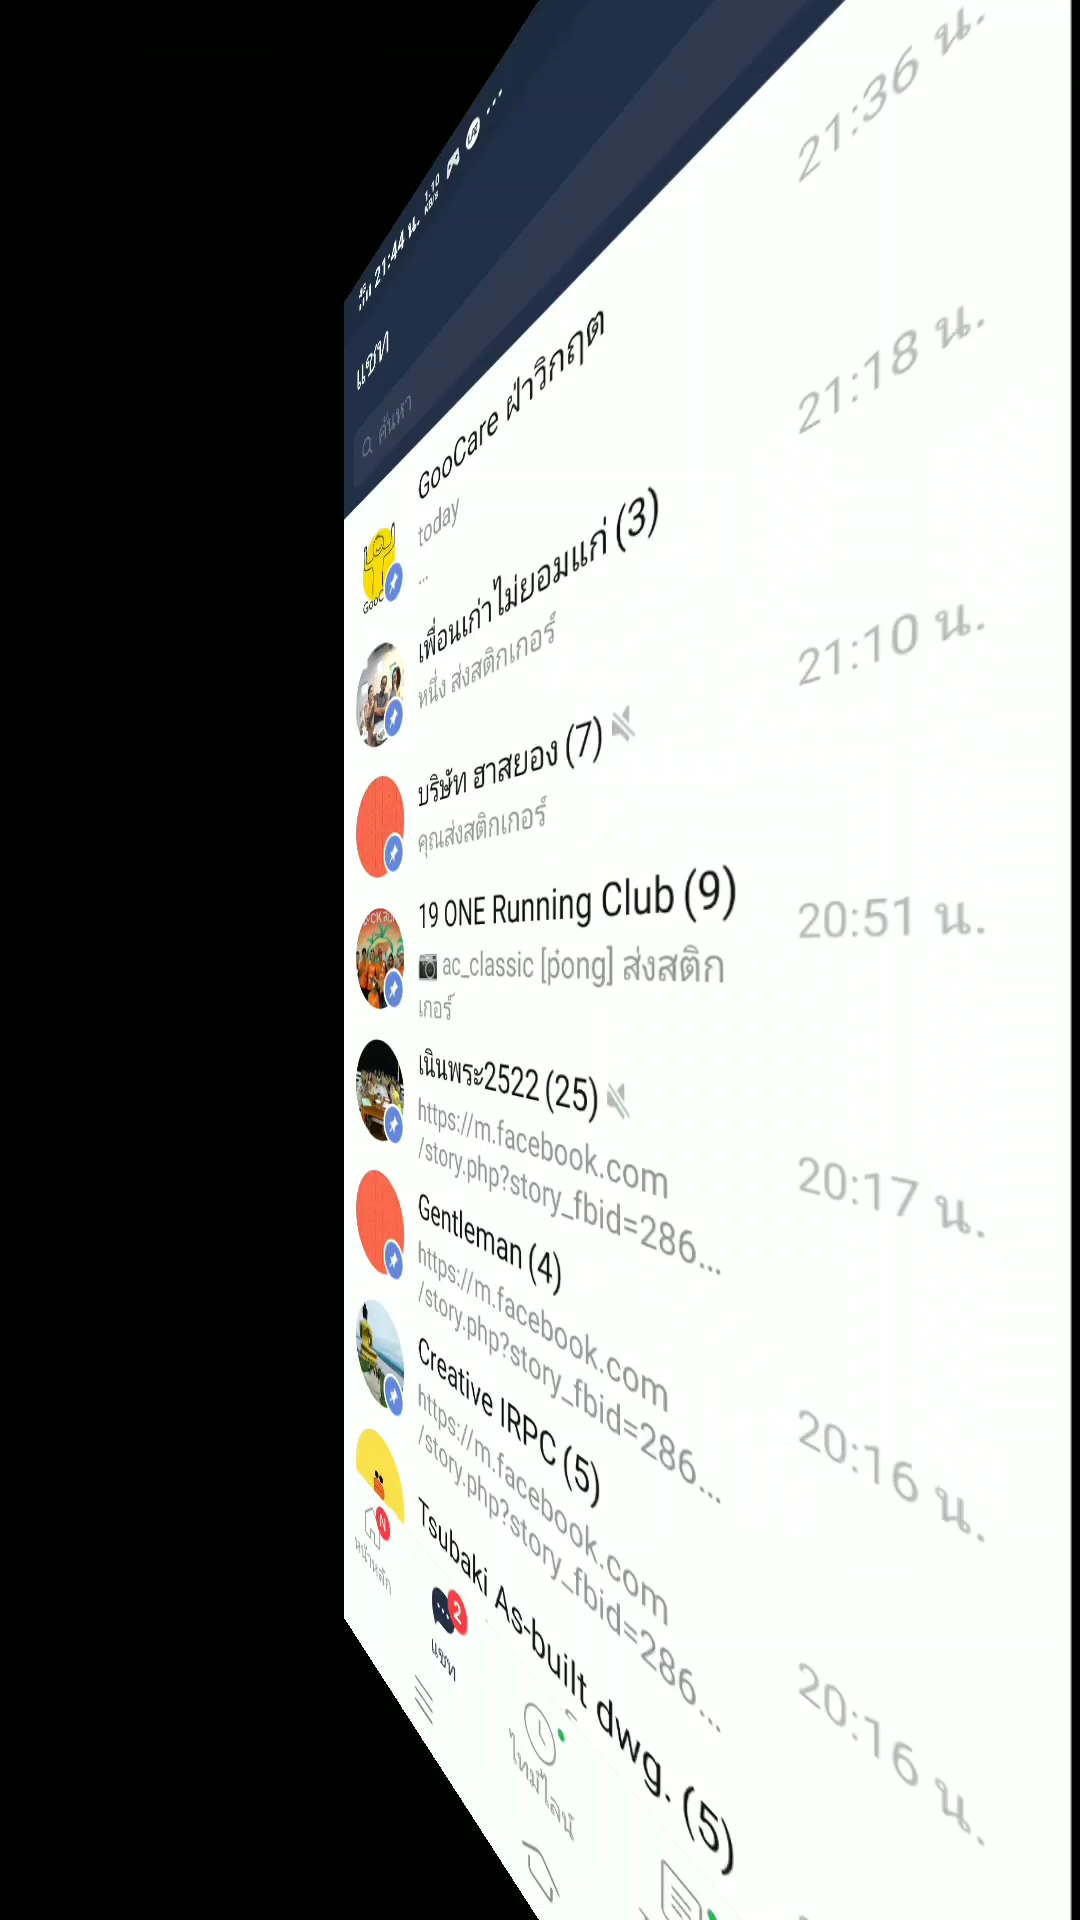 21:44 น. 1.10 KB/s ...
แชท
ค้นหา
GooCare ฝ่าวิกฤต
21:36 น.
today
...
GooC
เพื่อนเก่าไม่ยอมแก่ (3)
21:18 น.
หนึ่ง ส่งสติกเกอร์
บริษัท ฮาสยอง (7)
21:10 น.
คุณส่งสติกเกอร์
19 ONE Running Club (9)
20:51 น.
ac_classic [pong] ส่งสติก
เกอร์
เนินพระ2522 (25)
20:17 น.
https://m.facebook.com
/story.php?story_fbid=286...
Gentleman (4)
20:16 น.
https://m.facebook.com
/story.php?story_fbid=286...
Creative IRPC (5)
20:16 น.
https://m.facebook.com
/story.php?story_fbid=286...
Tsubaki As-built dwg. (5)
N
หน้าหลัก
2
แชท
ไทม์ไลน์